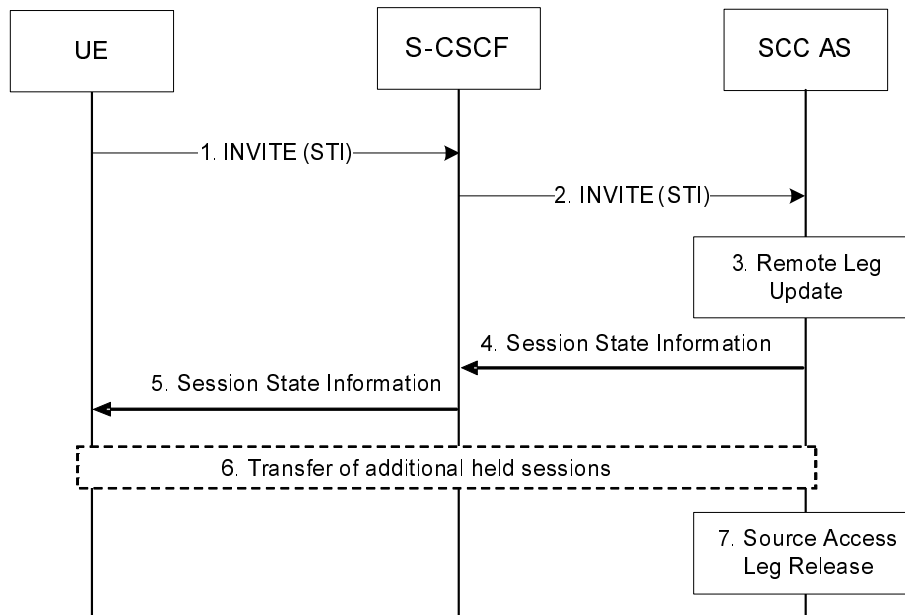 UE
S-CSCF
SCC AS
1. INVITE (STI)
2. INVITE (STI)
3. Remote Leg
Update
4. Session State Information
5. Session State Information
6. Transfer of additional held sessions
7. Source Access
Leg Release